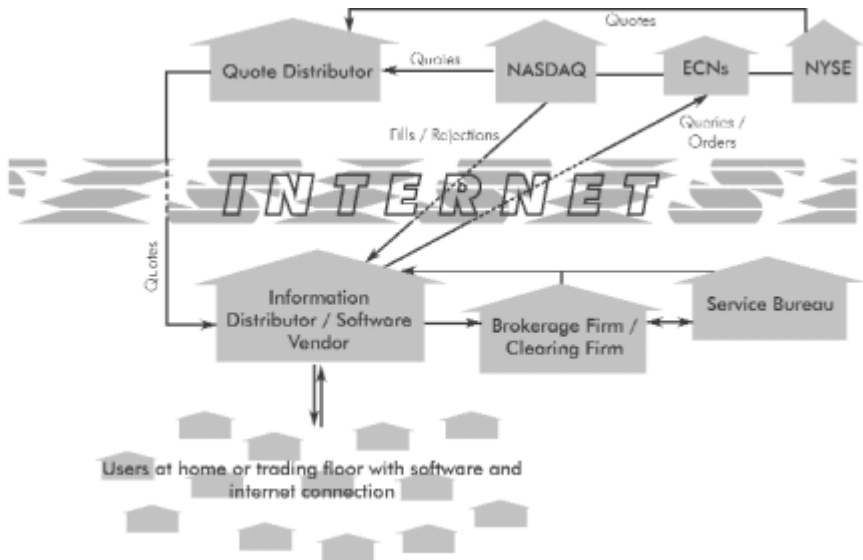 Quotes
Quote Distributor
Quotes
NASDAQ
ECNs
NYSE
Fills / Rejections
Queries /
Orders
INTERNET
Quotes
Information
Distributor / Software
Vendor
Brokerage Firm /
Clearing Firm
Service Bureau
Users at home or trading floor with software and
internet connection